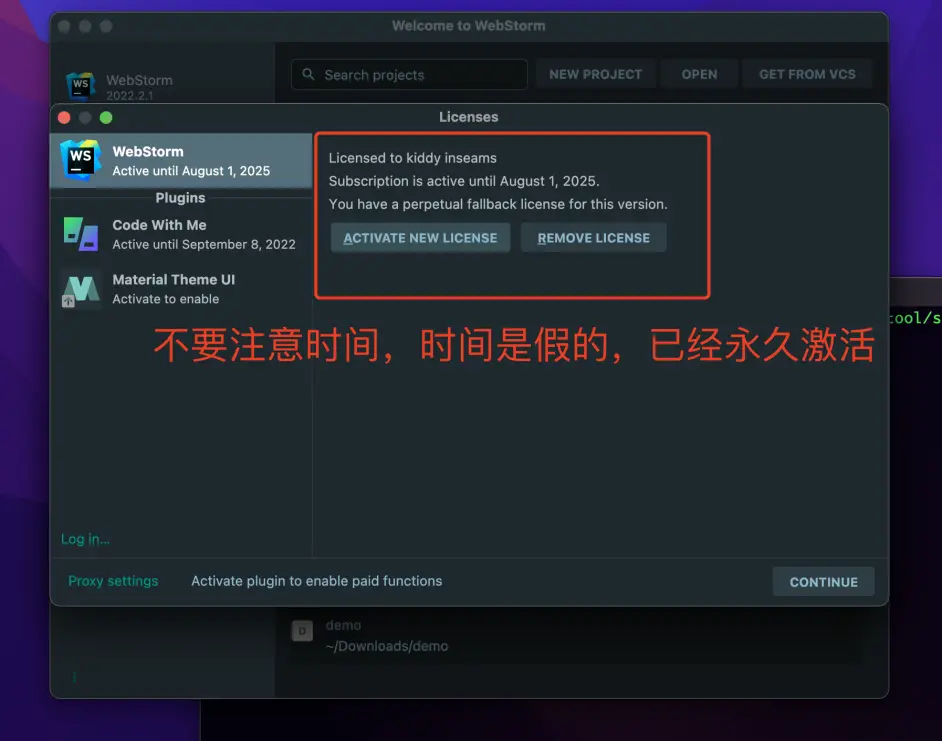 Welcome to WebStorm
WS
WebStorm
2022.2.1
Search projects
NEW PROJECT
OPEN
GET FROM VCS
Licenses
WS
WebStorm
Active until August 1, 2025
Plugins
Code With Me
Active until September 8, 2022
Material Theme UI
Activate to enable
Licensed to kiddy inseams
Subscription is active until August 1, 2025.
You have a perpetual fallback license for this version.
ACTIVATE NEW LICENSE
REMOVE LICENSE
cool/s
不要注意时间，时间是假的，已经永久激活
Log in...
Proxy settings
Activate plugin to enable paid functions
CONTINUE
D
demo
~/Downloads/demo